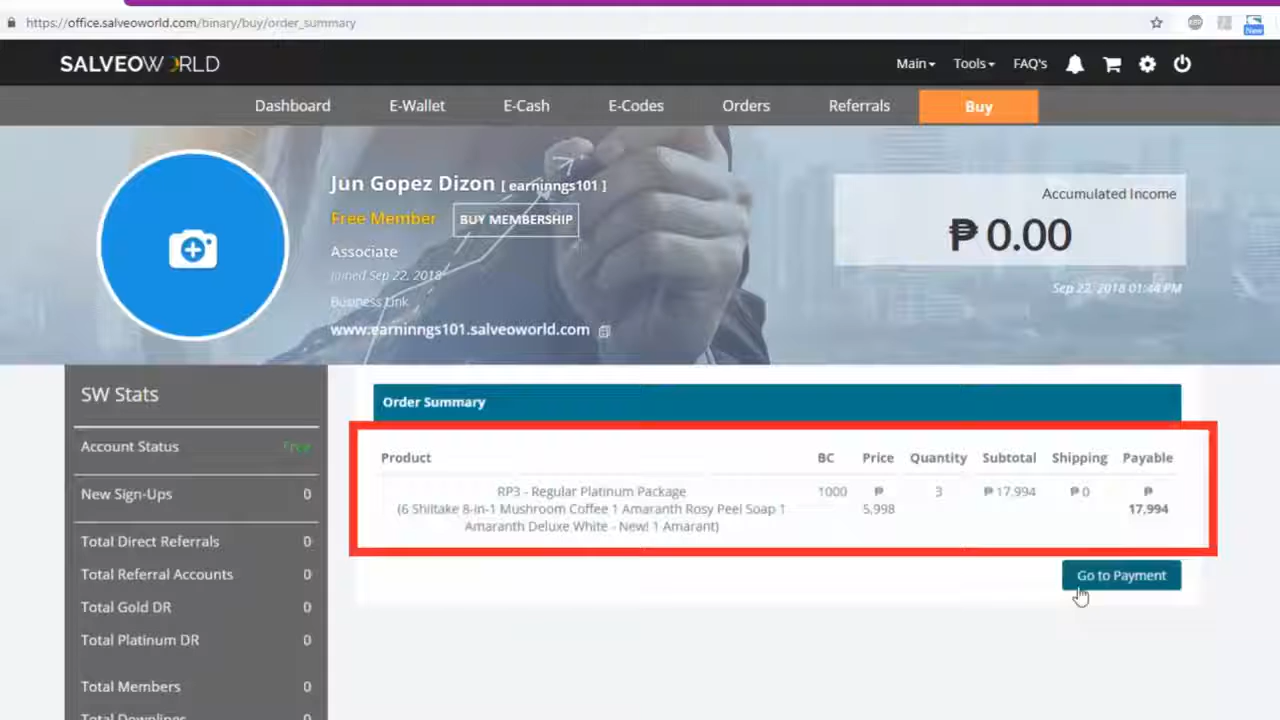 https://office.salveoworld.com/binary/buy/order_summary
New
SALVEOWORLD
Main Tools FAQ's
Dashboard E-Wallet E-Cash E-Codes Orders Referrals Buy
Jun Gopez Dizon [ earninngs101 ]
Free Member BUY MEMBERSHIP
Associate
Joined Sep 22, 2018
Business Link
www.earninngs101.salveoworld.com
Accumulated Income
₱ 0.00
Sep 22, 2018 01:44 PM
SW Stats
Account Status Free
New Sign-Ups 0
Total Direct Referrals 0
Total Referral Accounts 0
Total Gold DR 0
Total Platinum DR 0
Total Members 0
Total Downlines
Order Summary
Product BC Price Quantity Subtotal Shipping Payable
RP3 - Regular Platinum Package 1000 ₱ 3 ₱ 17,994 ₱ 0 ₱
(6 Shiitake 8-in-1 Mushroom Coffee 1 Amaranth Rosy Peel Soap 1 5,998 17,994
Amaranth Deluxe White - New! 1 Amarant)
Go to Payment